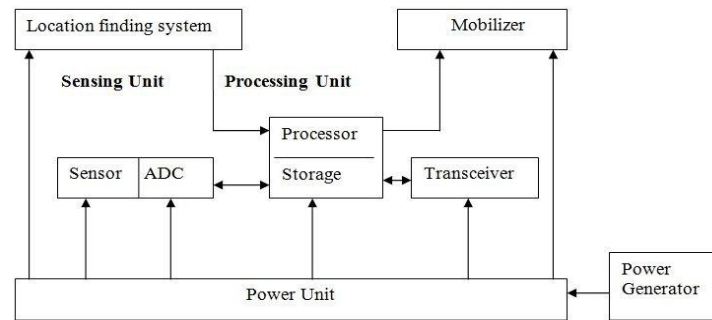 Location finding system
Mobilizer
Sensing Unit
Processing Unit
Processor
Storage
Sensor
ADC
Transceiver
Power Unit
Power
Generator